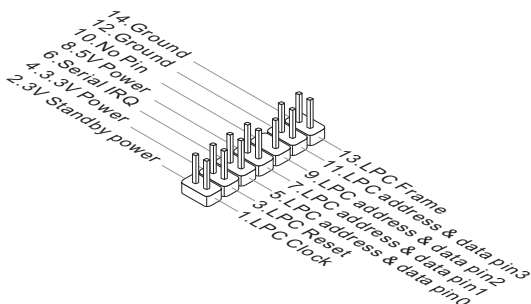 14.Ground
12.Ground
10.No Pin
8.5V Power
6.Serial IRQ
4.3.3V Power
2.3V Standby power
13.LPC Frame
11.LPC address & data pin3
9.LPC address & data pin2
7.LPC address & data pin1
5.LPC address & data pin0
3.LPC Reset
1.LPC Clock